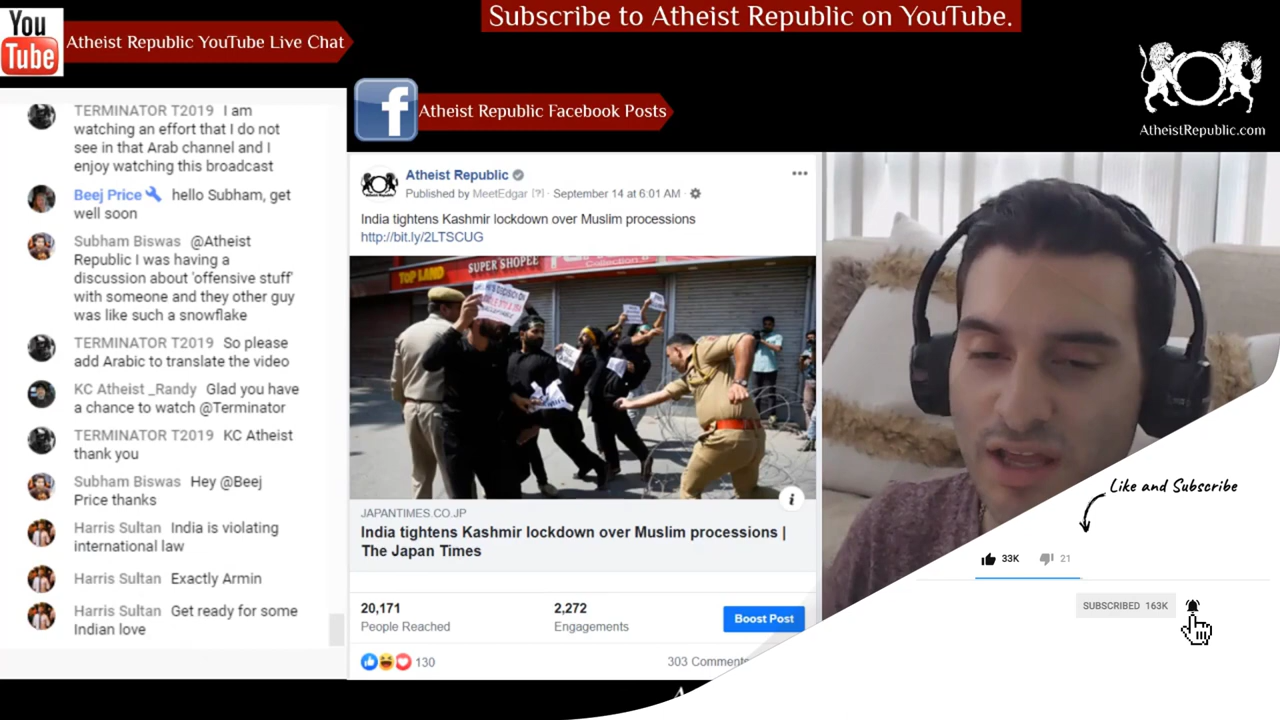 Subscribe to Atheist Republic on YouTube.
You
Tube
Atheist Republic YouTube Live Chat
f
Atheist Republic Facebook Posts
AtheistRepublic.com
TERMINATOR T2019 I am
watching an effort that I do not
see in that Arab channel and I
enjoy watching this broadcast
Beej Price hello Subham, get
well soon
Subham Biswas @Atheist
Republic I was having a
discussion about 'offensive stuff'
with someone and they other guy
was like such a snowflake
TERMINATOR T2019 So please
add Arabic to translate the video
KC Atheist _Randy Glad you have
a chance to watch @Terminator
TERMINATOR T2019 KC Atheist
thank you
Subham Biswas Hey @Beej
Price thanks
Harris Sultan India is violating
international law
Harris Sultan Exactly Armin
Harris Sultan Get ready for some
Indian love
Atheist Republic
Published by MeetEdgar [?] · September 14 at 6:01 AM ·
India tightens Kashmir lockdown over Muslim processions
http://bit.ly/2LTSCUG
TOP LAND
SUPER SHOPEE
Collection
JAPANTIMES.CO.JP
India tightens Kashmir lockdown over Muslim processions |
The Japan Times
20,171
People Reached
2,272
Engagements
Boost Post
130
303 Comments
Like and Subscribe
33K
21
SUBSCRIBED 163K